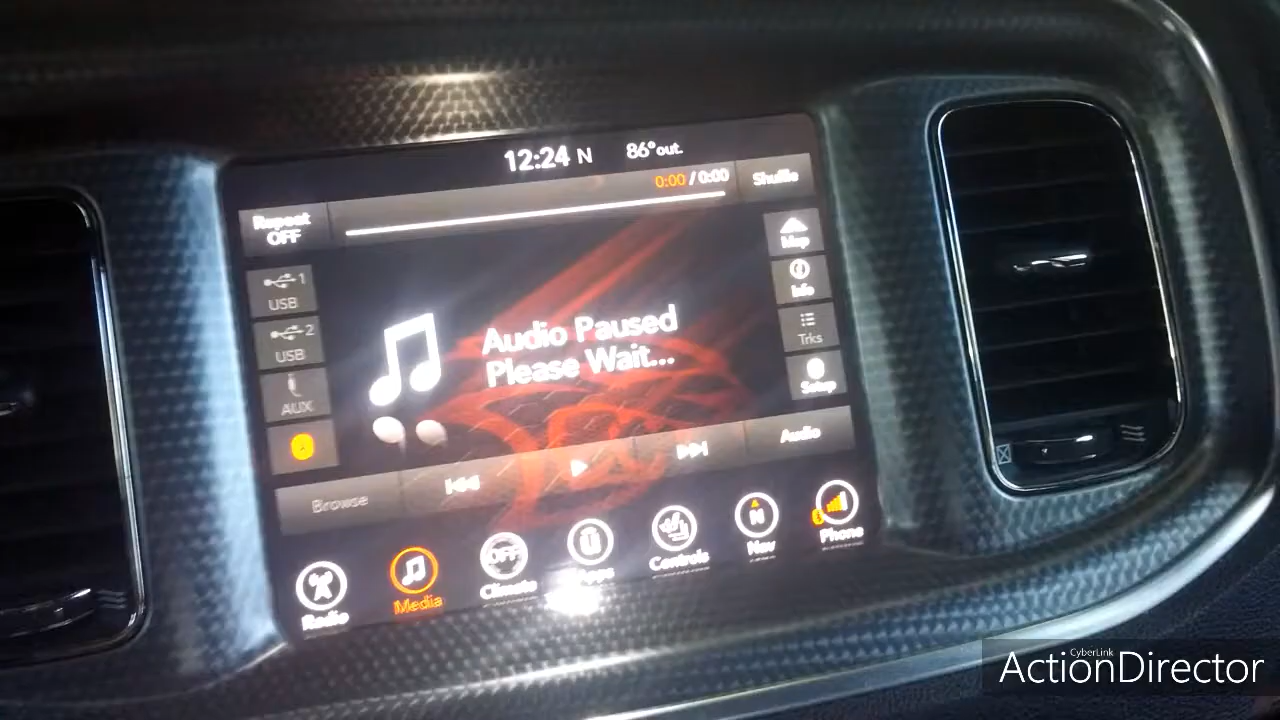 12:24 N 86° out.
0:00 / 0:00 Shuffle
Repeat
OFF
Map
1
USB
Info
2
USB
Audio Paused
Please Wait...
Trks
AUX
Setup
Audio
Browse
OFF
N
Radio
Media
Climate
Apps
Controls
Nav
Phone
CyberLink
ActionDirector